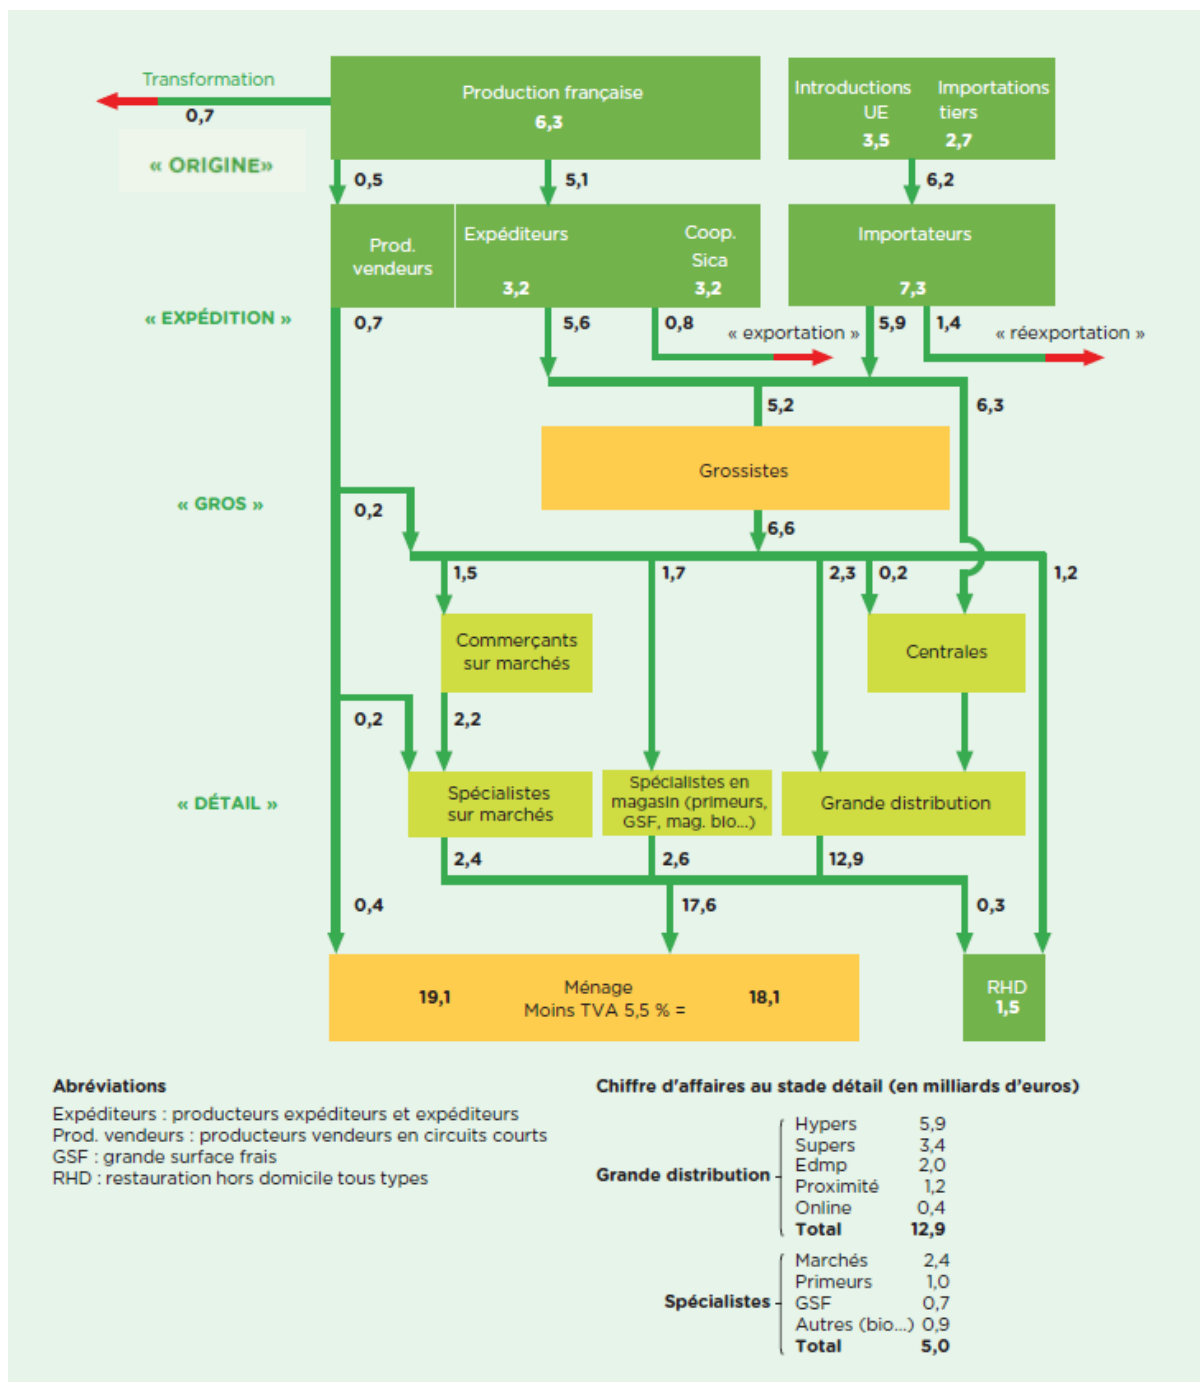 Transformation
0,7
« ORIGINE»
Production française
6,3
Introductions UE
3,5
Importations tiers
2,7
0,5
5,1
6,2
Prod.
vendeurs
Expéditeurs
3,2
Coop.
Sica
3,2
Importateurs
7,3
« EXPÉDITION »
0,7
5,6
0,8
« exportation »
5,9
1,4
« réexportation »
5,2
6,3
Grossistes
« GROS »
0,2
6,6
1,5
1,7
2,3
0,2
1,2
Commerçants
sur marchés
Centrales
0,2
2,2
« DÉTAIL »
Spécialistes
sur marchés
Spécialistes en
magasin (primeurs,
GSF, mag. bio...)
Grande distribution
2,4
2,6
12,9
0,4
17,6
0,3
19,1
Ménage
Moins TVA 5,5 % =
18,1
RHD
1,5
Abréviations
Expéditeurs : producteurs expéditeurs et expéditeurs
Prod. vendeurs : producteurs vendeurs en circuits courts
GSF : grande surface frais
RHD : restauration hors domicile tous types
Chiffre d'affaires au stade détail (en milliards d'euros)
Grande distribution
Hypers 5,9
Supers 3,4
Edmp 2,0
Proximité 1,2
Online 0,4
Total 12,9
Spécialistes
Marchés 2,4
Primeurs 1,0
GSF 0,7
Autres (bio...) 0,9
Total 5,0